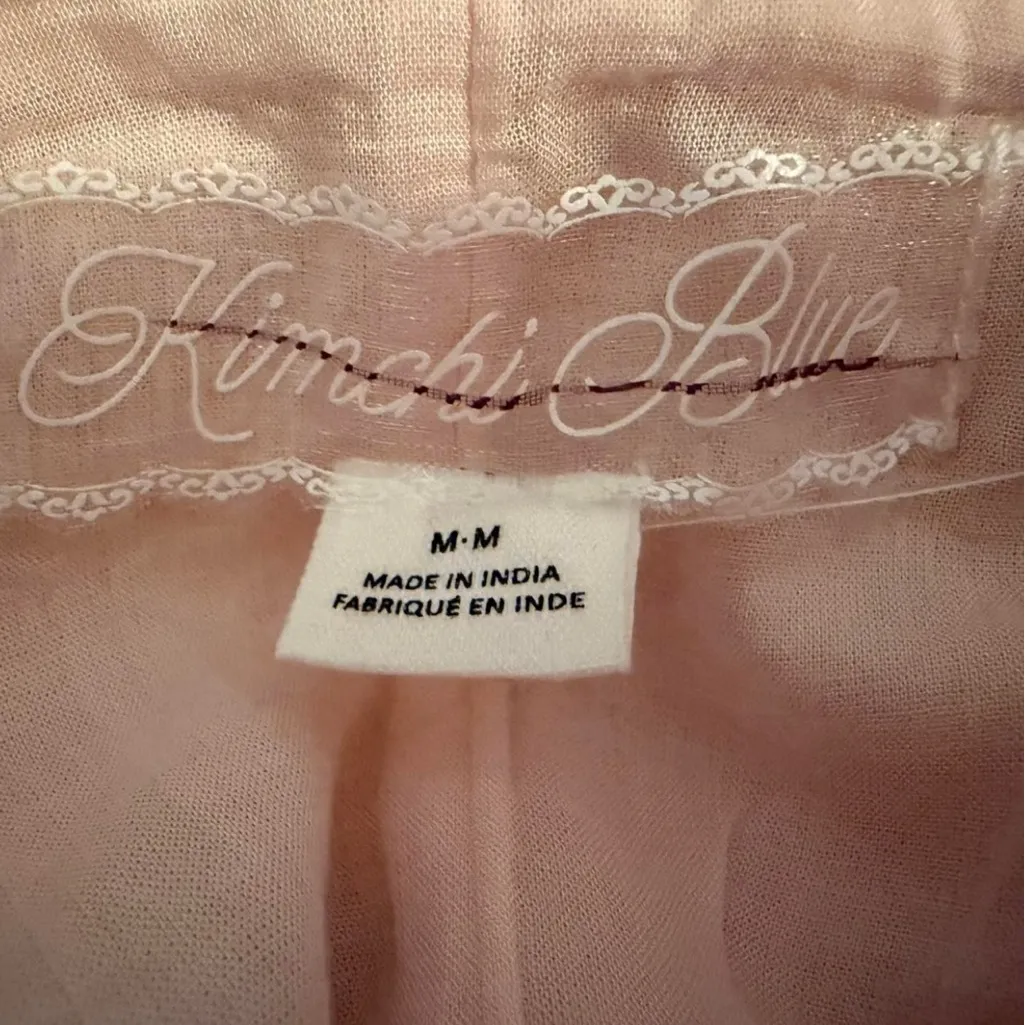 Kimchi Blue
M·M
MADE IN INDIA
FABRIQUÉ EN INDE